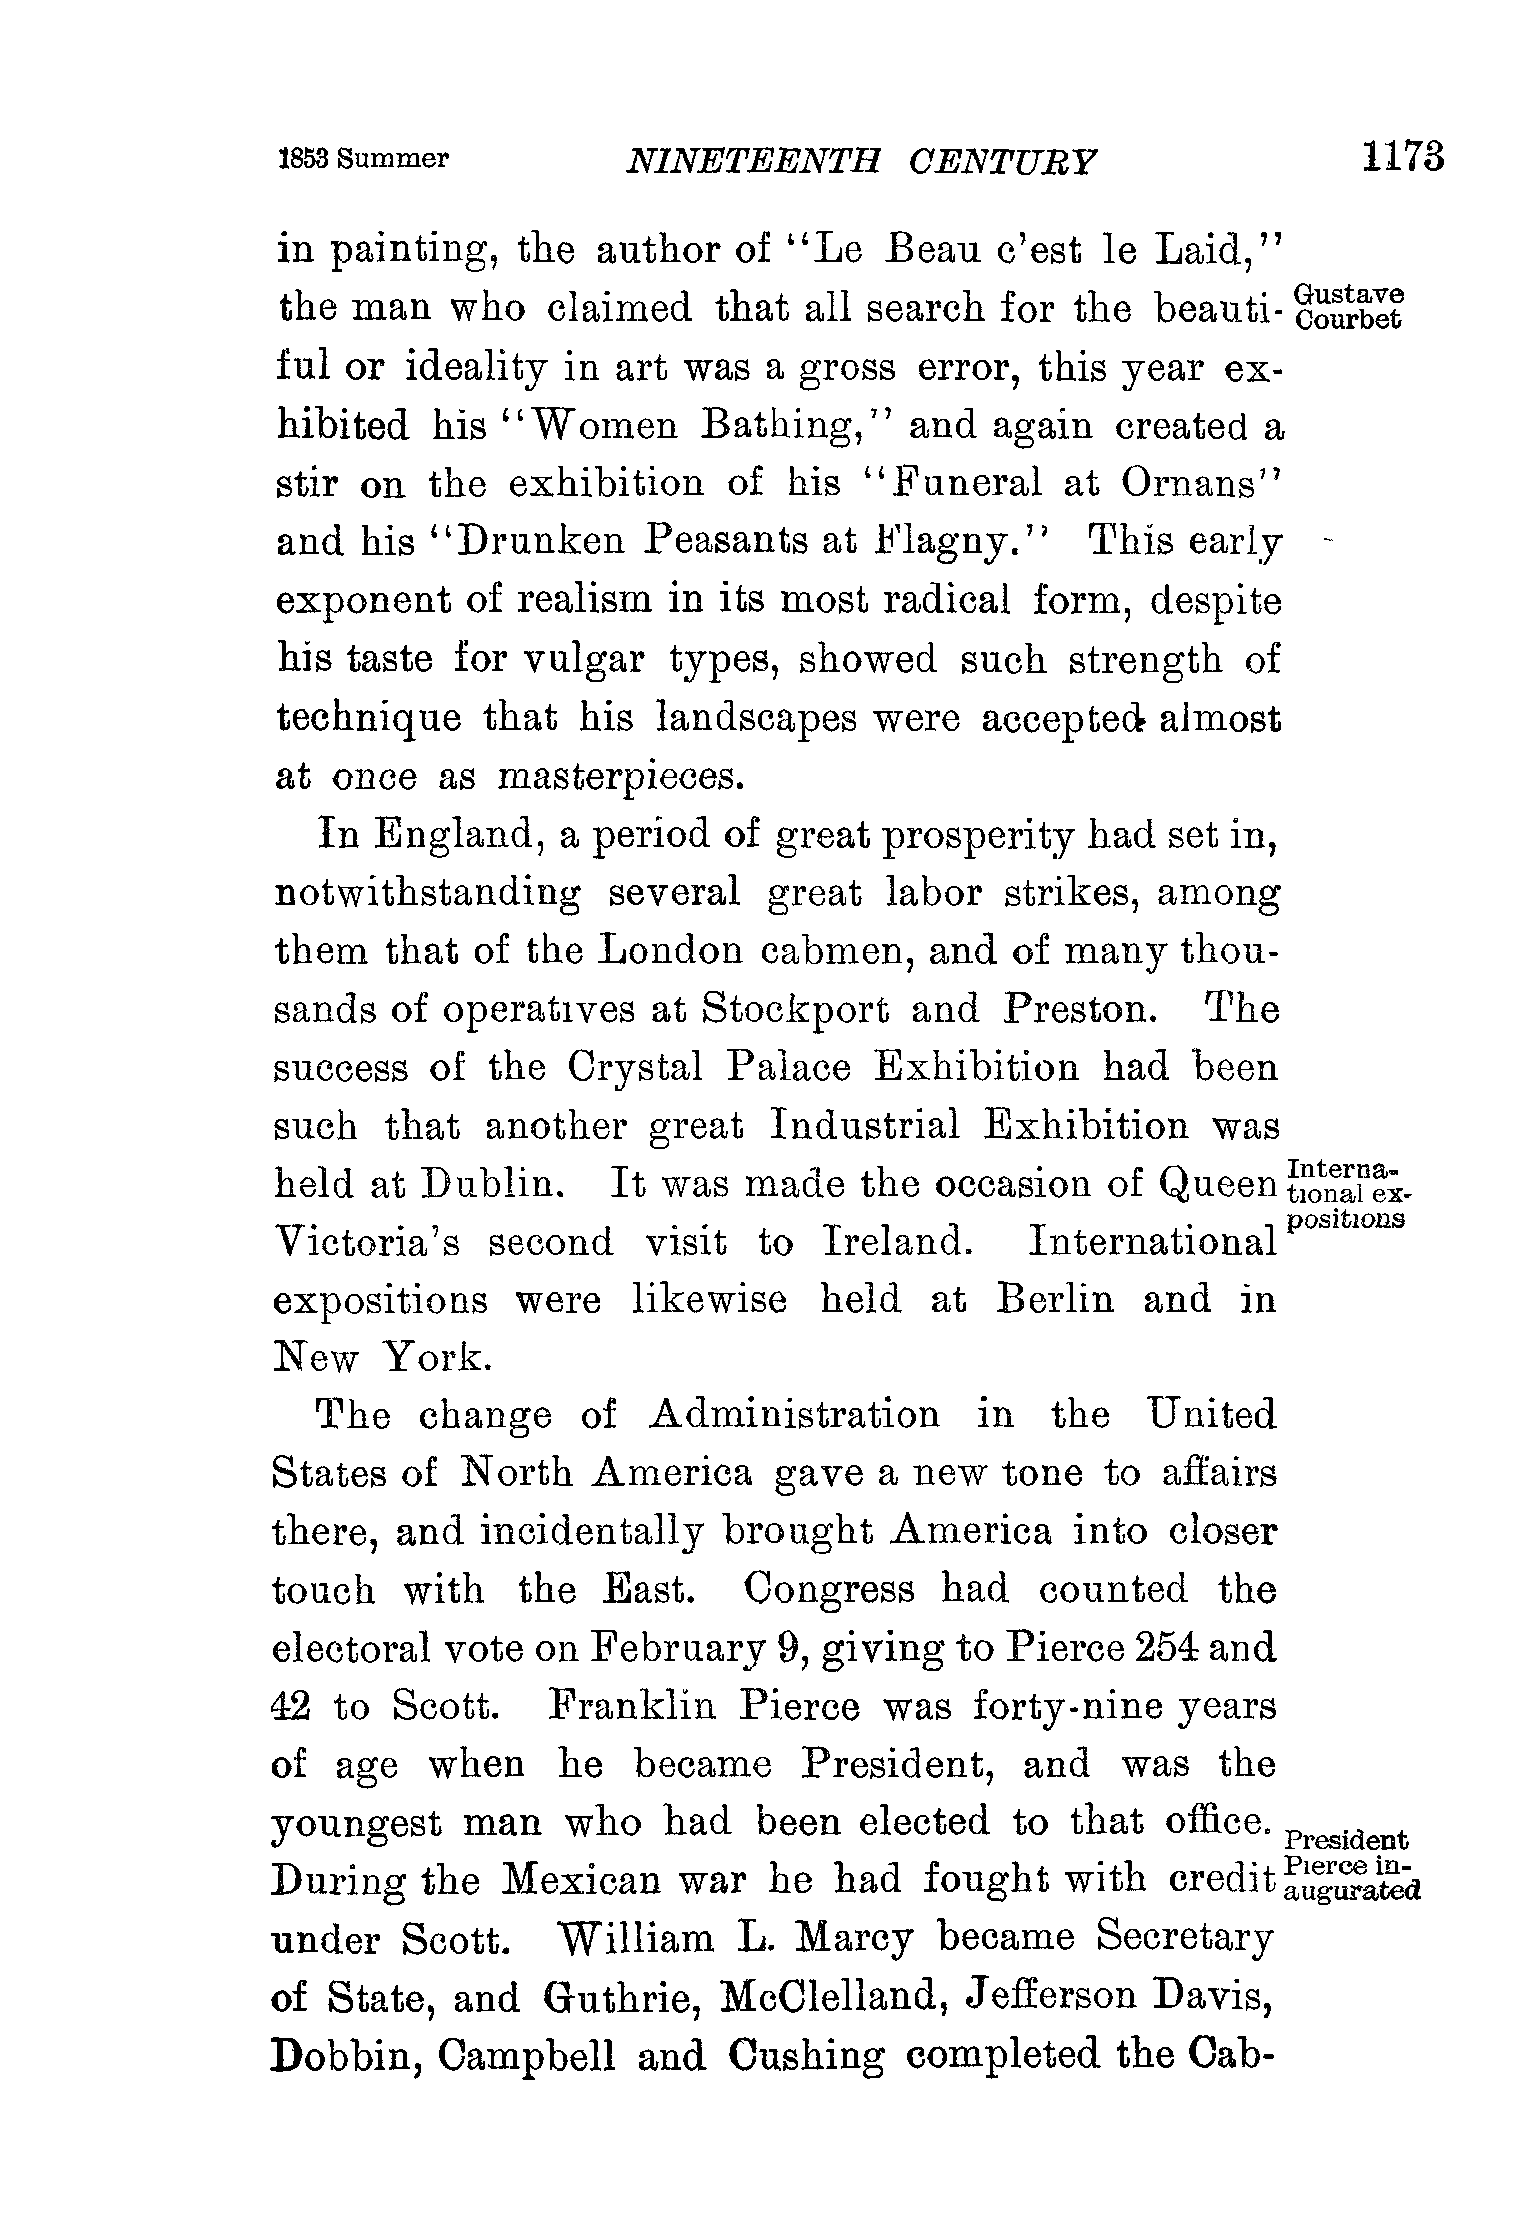 1853 Summer NINETEENTH CENTURY 1173
in painting, the author of "Le Beau c'est le Laid,"
the man who claimed that all search for the beauti-
Gustave
Courbet
ful or ideality in art was a gross error, this year ex-
hibited his "Women Bathing," and again created a
stir on the exhibition of his "Funeral at Ornans"
and his "Drunken Peasants at Flagny." This early
exponent of realism in its most radical form, despite
his taste for vulgar types, showed such strength of
technique that his landscapes were accepted almost
at once as masterpieces.
In England, a period of great prosperity had set in,
notwithstanding several great labor strikes, among
them that of the London cabmen, and of many thou-
sands of operatives at Stockport and Preston. The
success of the Crystal Palace Exhibition had been
such that another great Industrial Exhibition was
held at Dublin. It was made the occasion of Queen
Interna-
tional ex-
positions
Victoria's second visit to Ireland. International
expositions were likewise held at Berlin and in
New York.
The change of Administration in the United
States of North America gave a new tone to affairs
there, and incidentally brought America into closer
touch with the East. Congress had counted the
electoral vote on February 9, giving to Pierce 254 and
42 to Scott. Franklin Pierce was forty-nine years
of age when he became President, and was the
youngest man who had been elected to that office.
President
Pierce in-
augurated
During the Mexican war he had fought with credit
under Scott. William L. Marcy became Secretary
of State, and Guthrie, McClelland, Jefferson Davis,
Dobbin, Campbell and Cushing completed the Cab-